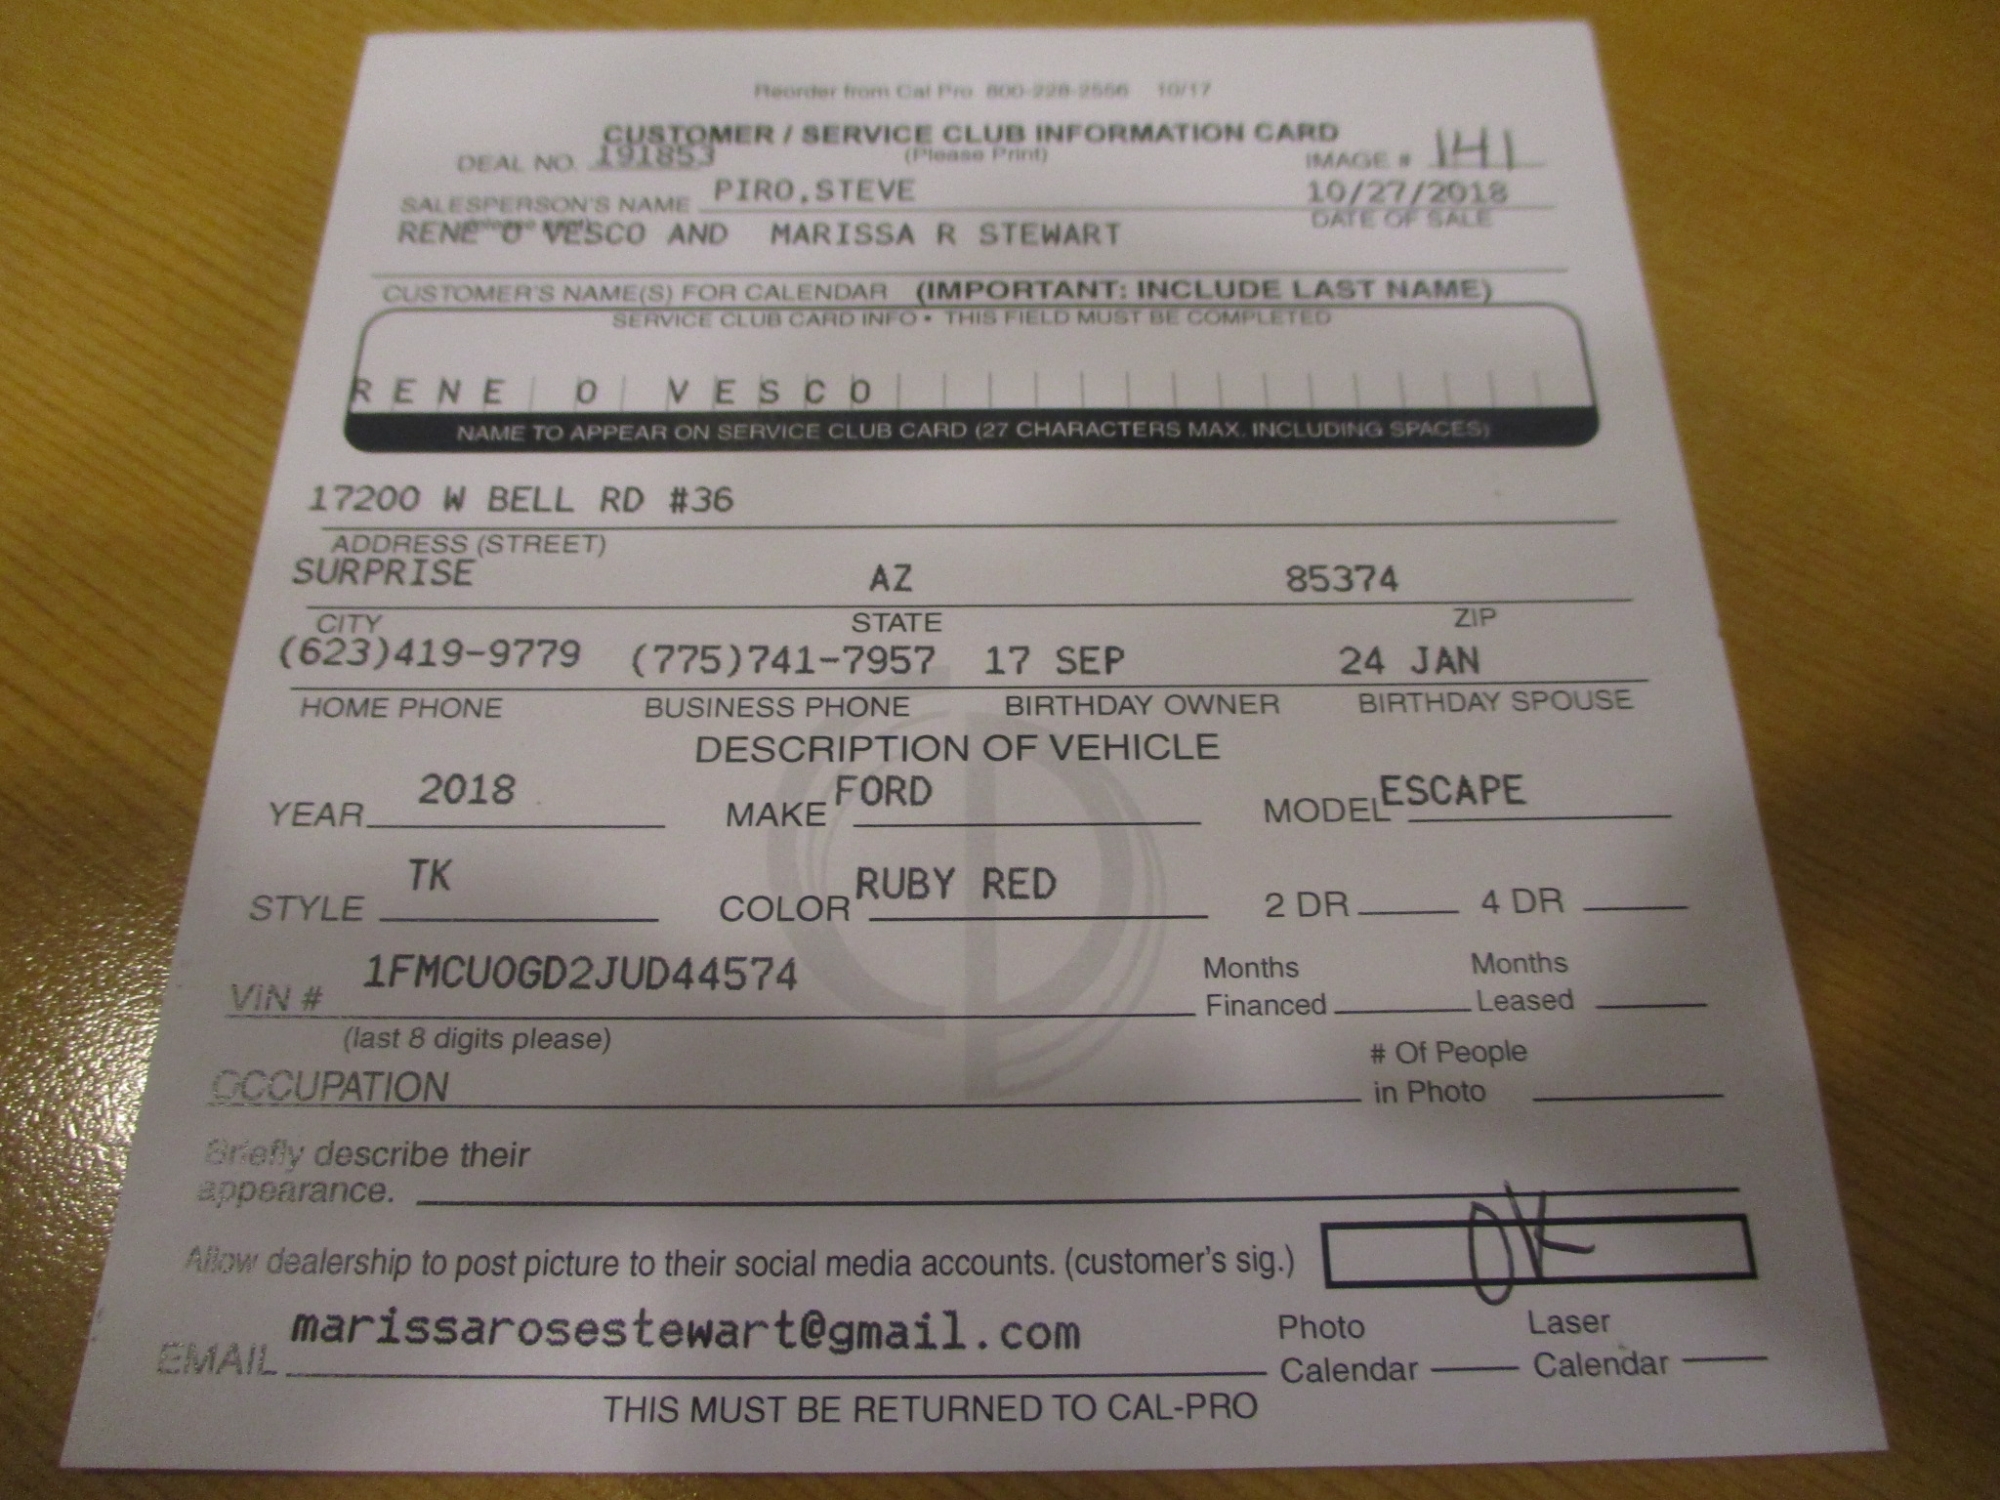 Reorder from Cal Pro 800-228-2556 10/17
CUSTOMER / SERVICE CLUB INFORMATION CARD
DEAL NO. 191853 (Please Print) IMAGE # 141
SALESPERSON'S NAME PIRO,STEVE 10/27/2018
(please print) DATE OF SALE
RENE O VESCO AND MARISSA R STEWART
CUSTOMER'S NAME(S) FOR CALENDAR (IMPORTANT: INCLUDE LAST NAME)
SERVICE CLUB CARD INFO • THIS FIELD MUST BE COMPLETED
RENE O VESCO
NAME TO APPEAR ON SERVICE CLUB CARD (27 CHARACTERS MAX. INCLUDING SPACES)
17200 W BELL RD #36
ADDRESS (STREET)
SURPRISE AZ 85374
CITY STATE ZIP
(623)419-9779 (775)741-7957 17 SEP 24 JAN
HOME PHONE BUSINESS PHONE BIRTHDAY OWNER BIRTHDAY SPOUSE
DESCRIPTION OF VEHICLE
YEAR 2018 MAKE FORD MODEL ESCAPE
STYLE TK COLOR RUBY RED 2 DR 4 DR
VIN # 1FMCU0GD2JUD44574 Months Financed Months Leased
(last 8 digits please)
OCCUPATION # Of People in Photo
Briefly describe their
appearance.
Allow dealership to post picture to their social media accounts. (customer's sig.) OK
EMAIL marissarosestewart@gmail.com Photo Calendar Laser Calendar
THIS MUST BE RETURNED TO CAL-PRO